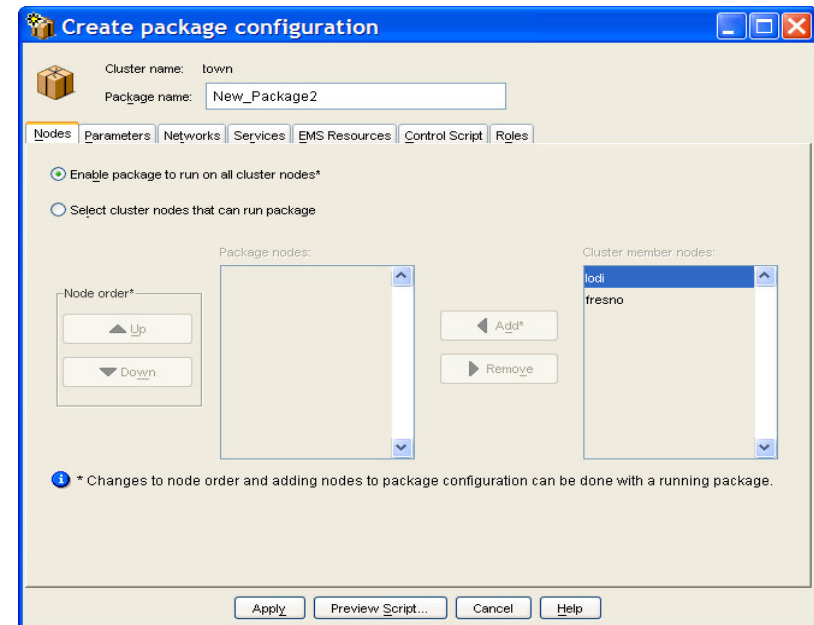 Create package configuration
Cluster name: town
Package name: New_Package2
Nodes Parameters Networks Services EMS Resources Control Script Roles
Enable package to run on all cluster nodes*
Select cluster nodes that can run package
Package nodes: Cluster member nodes:
lodi
Node order* fresno
Up Add*
Down Remove
* Changes to node order and adding nodes to package configuration can be done with a running package.
Apply Preview Script... Cancel Help